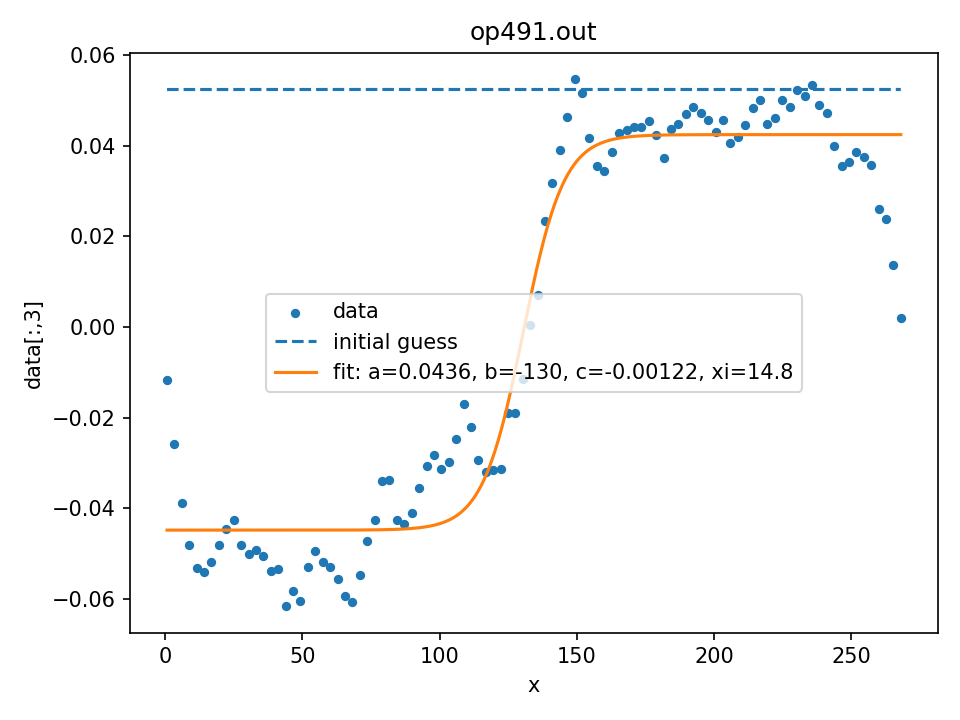 op491.out
0.06
0.04
0.02
0.00
−0.02
−0.04
−0.06
data[:,3]
data
initial guess
fit: a=0.0436, b=-130, c=-0.00122, xi=14.8
0 50 100 150 200 250
x